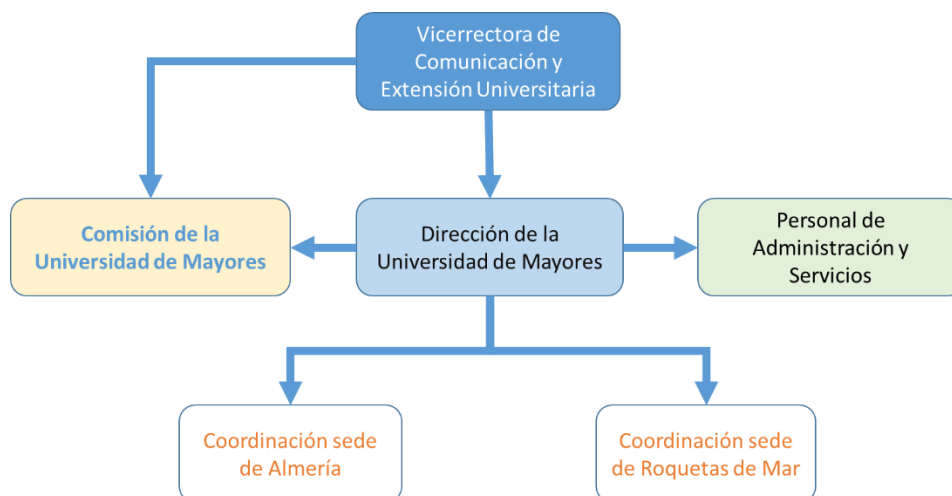 Vicerrectora de
Comunicación y
Extensión Universitaria
Comisión de la
Universidad de Mayores
Dirección de la
Universidad de Mayores
Personal de
Administración y
Servicios
Coordinación sede
de Almería
Coordinación sede
de Roquetas de Mar